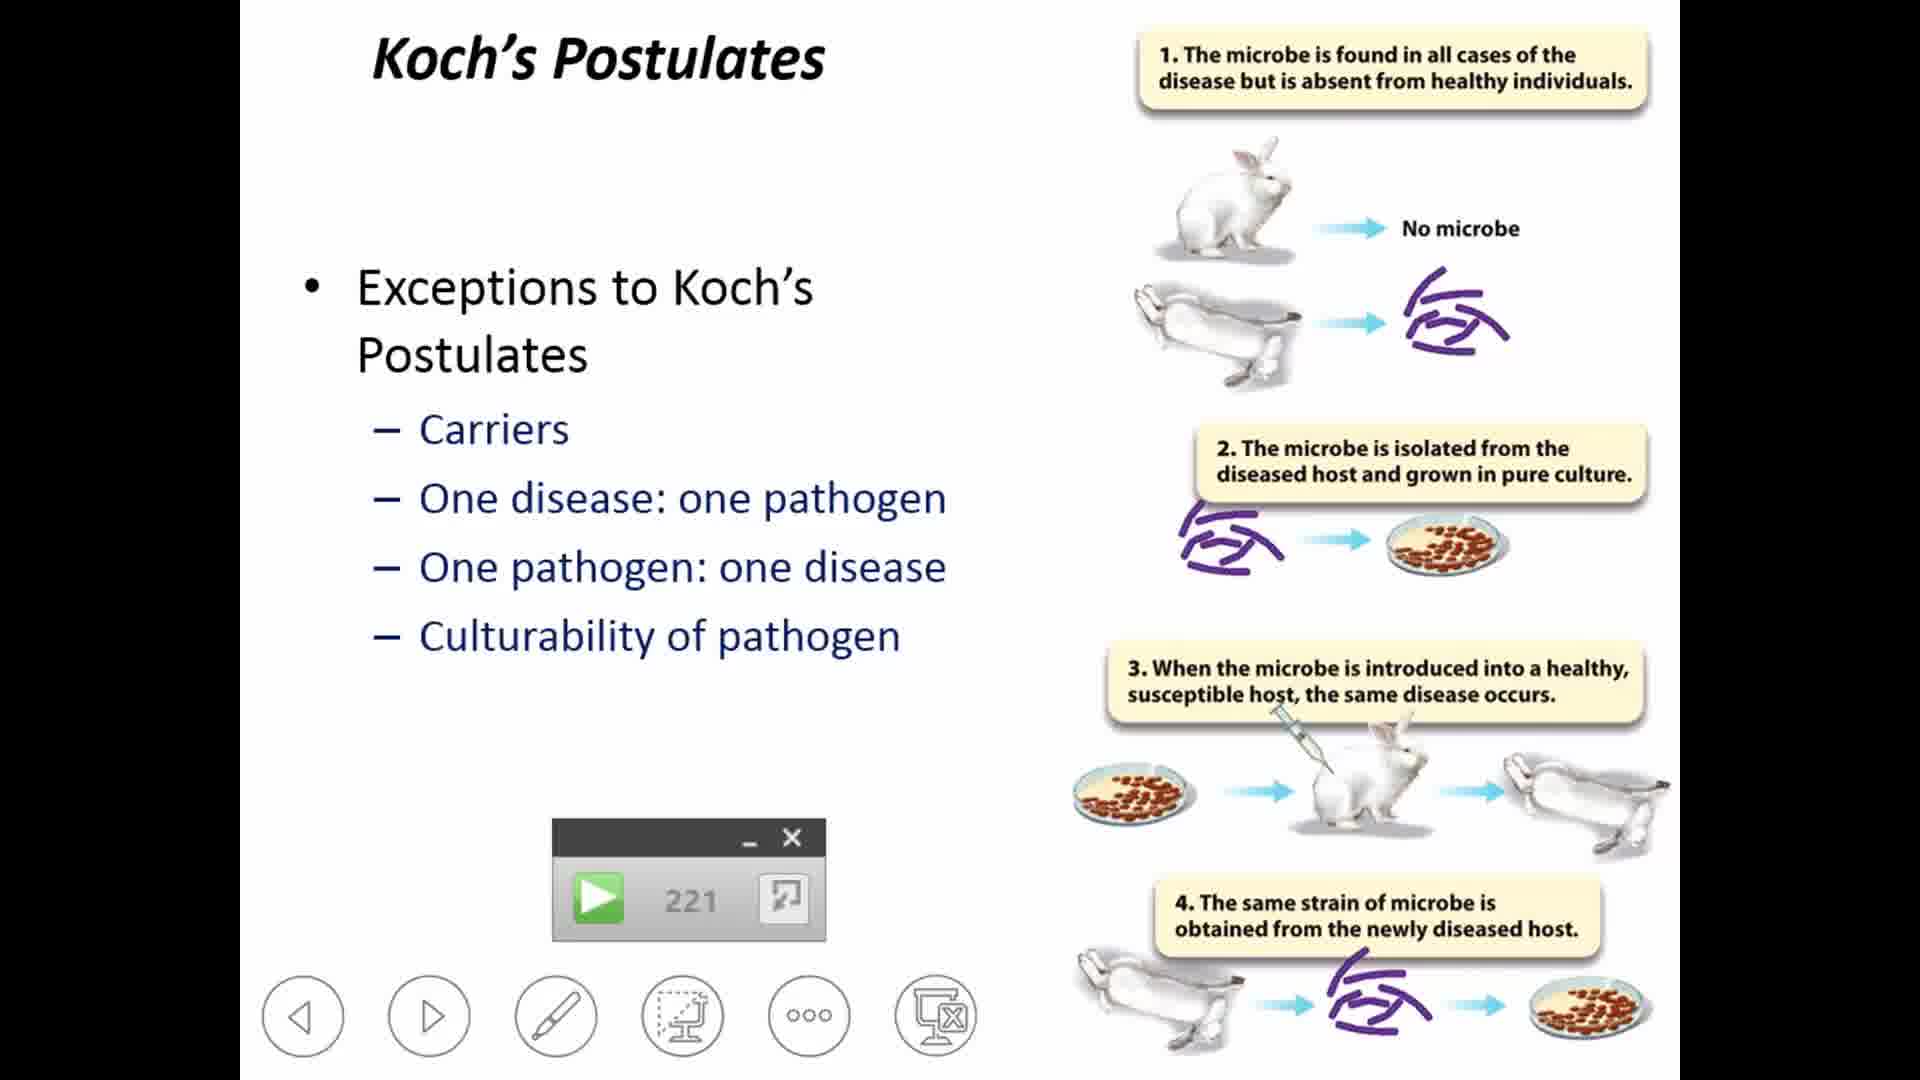 Koch's Postulates
• Exceptions to Koch's
Postulates
– Carriers
– One disease: one pathogen
– One pathogen: one disease
– Culturability of pathogen
221
1. The microbe is found in all cases of the
disease but is absent from healthy individuals.
No microbe
2. The microbe is isolated from the
diseased host and grown in pure culture.
3. When the microbe is introduced into a healthy,
susceptible host, the same disease occurs.
4. The same strain of microbe is
obtained from the newly diseased host.